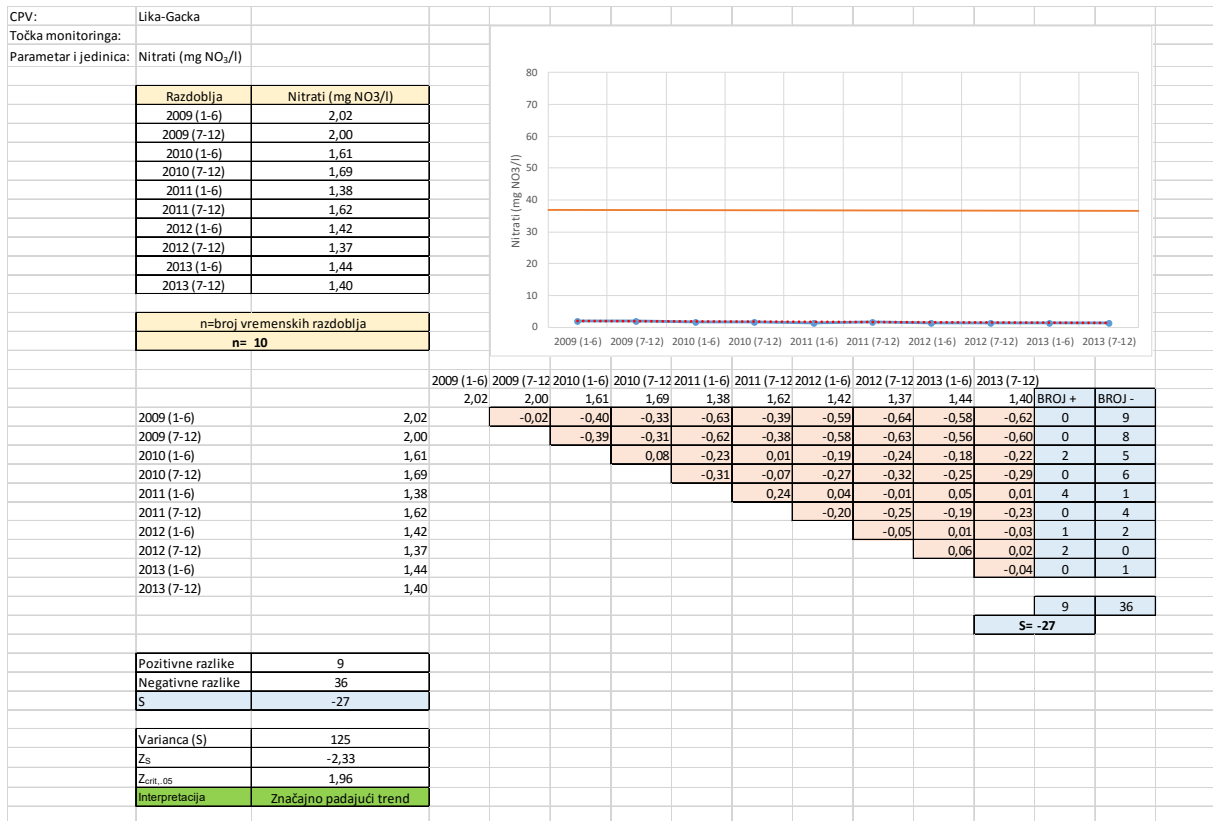 CPV: Lika-Gacka
Točka monitoringa:
Parametar i jedinica: Nitrati (mg NO₃/l)
Razdoblja Nitrati (mg NO3/l)
2009 (1-6) 2,02
2009 (7-12) 2,00
2010 (1-6) 1,61
2010 (7-12) 1,69
2011 (1-6) 1,38
2011 (7-12) 1,62
2012 (1-6) 1,42
2012 (7-12) 1,37
2013 (1-6) 1,44
2013 (7-12) 1,40
n=broj vremenskih razdoblja
n= 10
Nitrati (mg NO3/l)
80
70
60
50
40
30
20
10
0
2009 (1-6) 2009 (7-12) 2010 (1-6) 2010 (7-12) 2011 (1-6) 2011 (7-12) 2012 (1-6) 2012 (7-12) 2013 (1-6) 2013 (7-12)
2009 (1-6) 2009 (7-12 2010 (1-6) 2010 (7-12 2011 (1-6) 2011 (7-12 2012 (1-6) 2012 (7-12 2013 (1-6) 2013 (7-12)
2,02 2,00 1,61 1,69 1,38 1,62 1,42 1,37 1,44 1,40 BROJ + BROJ -
2009 (1-6) 2,02 -0,02 -0,40 -0,33 -0,63 -0,39 -0,59 -0,64 -0,58 -0,62 0 9
2009 (7-12) 2,00 -0,39 -0,31 -0,62 -0,38 -0,58 -0,63 -0,56 -0,60 0 8
2010 (1-6) 1,61 0,08 -0,23 0,01 -0,19 -0,24 -0,18 -0,22 2 5
2010 (7-12) 1,69 -0,31 -0,07 -0,27 -0,32 -0,25 -0,29 0 6
2011 (1-6) 1,38 0,24 0,04 -0,01 0,05 0,01 4 1
2011 (7-12) 1,62 -0,20 -0,25 -0,19 -0,23 0 4
2012 (1-6) 1,42 -0,05 0,01 -0,03 1 2
2012 (7-12) 1,37 0,06 0,02 2 0
2013 (1-6) 1,44 -0,04 0 1
2013 (7-12) 1,40
9 36
S= -27
Pozitivne razlike 9
Negativne razlike 36
S -27
Varianca (S) 125
Zs -2,33
Zcrit,.05 1,96
Interpretacija Značajno padajući trend